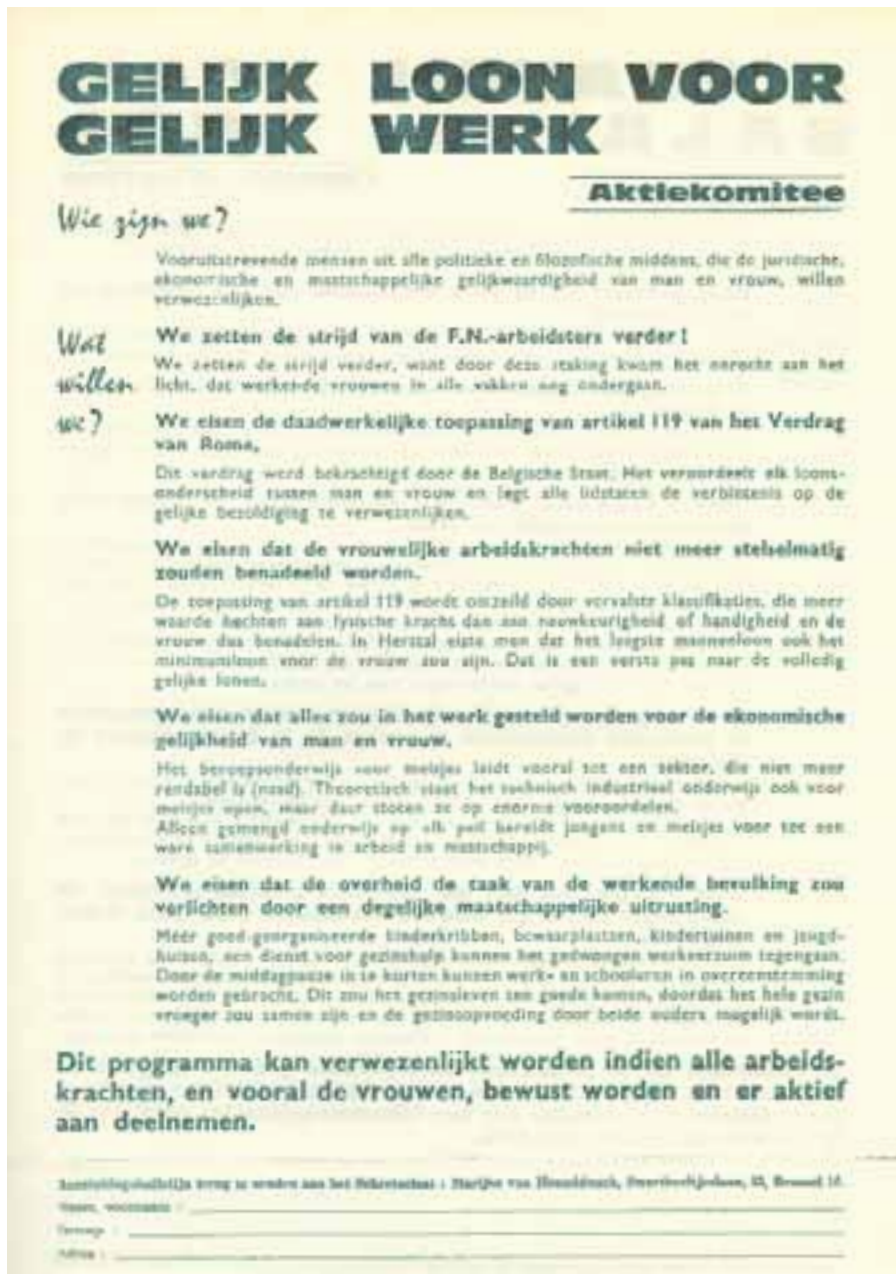 GELIJK LOON VOOR
GELIJK WERK
Aktiekomitee
Wie zijn we?
Vooruitstrevende mensen uit alle politieke en filozofische middens, die de juridische,
ekonomische en maatschappelijke gelijkwaardigheid van man en vrouw, willen
verwezenlijken.
Wat
willen
we?
We zetten de strijd van de F.N.-arbeidsters verder!
We zetten de strijd verder, want door deze staking kwam het onrecht aan het
licht, dat werkende vrouwen in alle vakken nog ondergaan.
We eisen de daadwerkelijke toepassing van artikel 119 van het Verdrag
van Rome.
Dit verdrag werd bekrachtigd door de Belgische Staat. Het veroordeelt elk loons-
onderscheid tussen man en vrouw en legt alle lidstaten de verbintenis op de
gelijke bezoldiging te verwezenlijken.
We eisen dat de vrouwelijke arbeidskrachten niet meer stelselmatig
zouden benadeeld worden.
De toepassing van artikel 119 wordt omzeild door vervalste klassifikaties, die meer
waarde hechten aan fysische kracht dan aan nauwkeurigheid of handigheid en de
vrouw dus benadelen. In Herstal eiste men dat het laagste mannenloon ook het
minimumloon voor de vrouw zou zijn. Dat is een eerste pas naar de volledig
gelijke lonen.
We eisen dat alles zou in het werk gesteld worden voor de ekonomische
gelijkheid van man en vrouw.
Het beroepsonderwijs voor meisjes leidt vooral tot een sektor, die niet meer
rendabel is (naad). Theoretisch staat het technisch industrieel onderwijs ook voor
meisjes open, maar daar stoten ze op enorme vooroordelen.
Alleen gemengd onderwijs op elk peil bereidt jongens en meisjes voor tot een
ware samenwerking in arbeid en maatschappij.
We eisen dat de overheid de taak van de werkende bevolking zou
verlichten door een degelijke maatschappelijke uitrusting.
Méér goed-georganiseerde kinderkribben, bewaarplaatsen, kindertuinen en jeugd-
huizen, een dienst voor gezinshulp kunnen het gedwongen werkverzuim tegengaan.
Door de middagpauze in te korten kunnen werk- en schooluren in overeenstemming
worden gebracht. Dit zou het gezinsleven ten goede komen, doordat het hele gezin
vroeger zou samen zijn en de gezinsopvoeding door beide ouders mogelijk wordt.
Dit programma kan verwezenlijkt worden indien alle arbeids-
krachten, en vooral de vrouwen, bewust worden en er aktief
aan deelnemen.
terug te zenden aan het Sekretariaat : Marijke van Brussel
Naam, voornaam :
Beroep :
Adres :